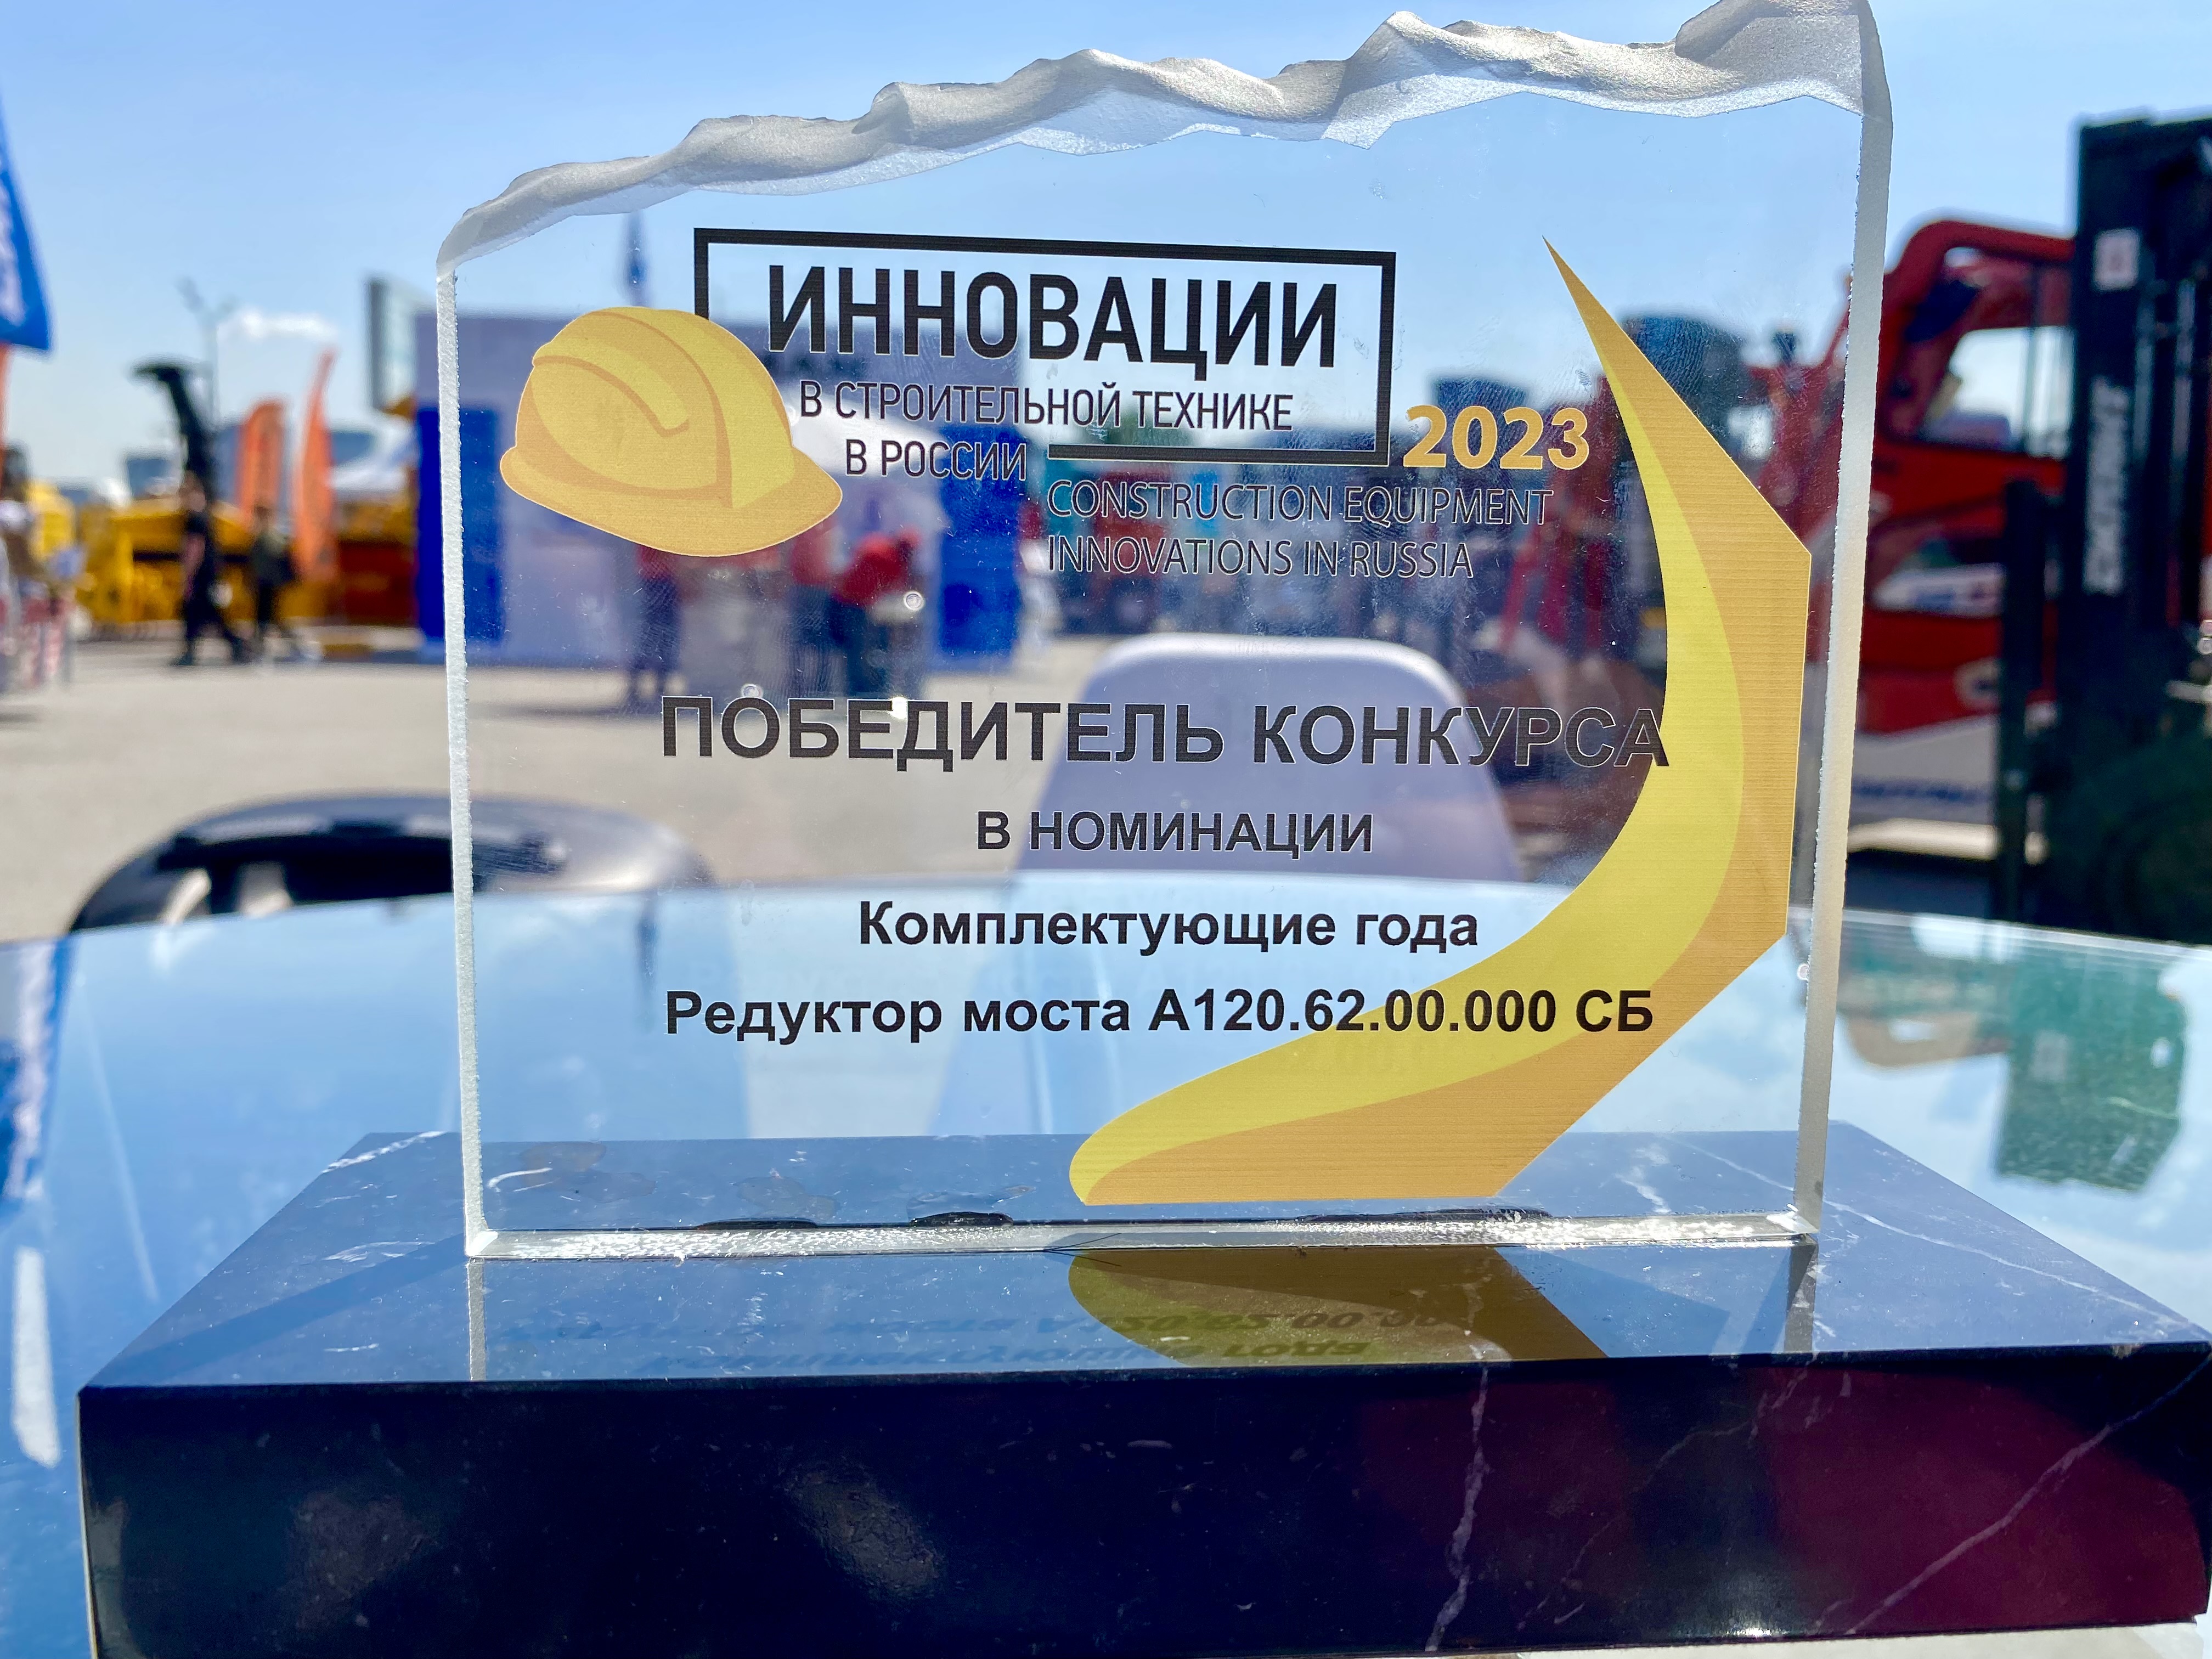 ИННОВАЦИИ
В СТРОИТЕЛЬНОЙ ТЕХНИКЕ
В РОССИИ
2023
CONSTRUCTION EQUIPMENT
INNOVATIONS IN RUSSIA
ПОБЕДИТЕЛЬ КОНКУРСА
В НОМИНАЦИИ
Комплектующие года
Редуктор моста А120.62.00.000 СБ